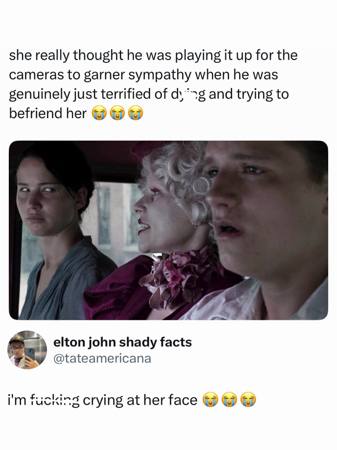 she really thought he was playing it up for the
cameras to garner sympathy when he was
genuinely just terrified of dying and trying to
befriend her 😭😭😭
elton john shady facts
@tateamericana
i'm fucking crying at her face 😭😭😭